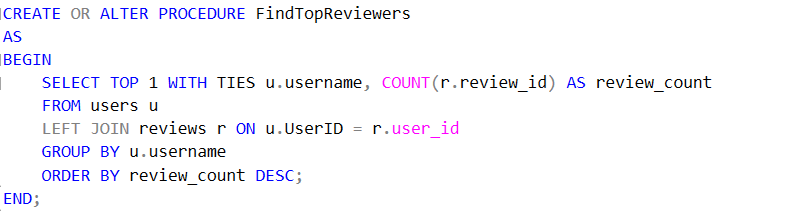 CREATE OR ALTER PROCEDURE FindTopReviewers
AS
BEGIN
    SELECT TOP 1 WITH TIES u.username, COUNT(r.review_id) AS review_count
    FROM users u
    LEFT JOIN reviews r ON u.UserID = r.user_id
    GROUP BY u.username
    ORDER BY review_count DESC;
END;